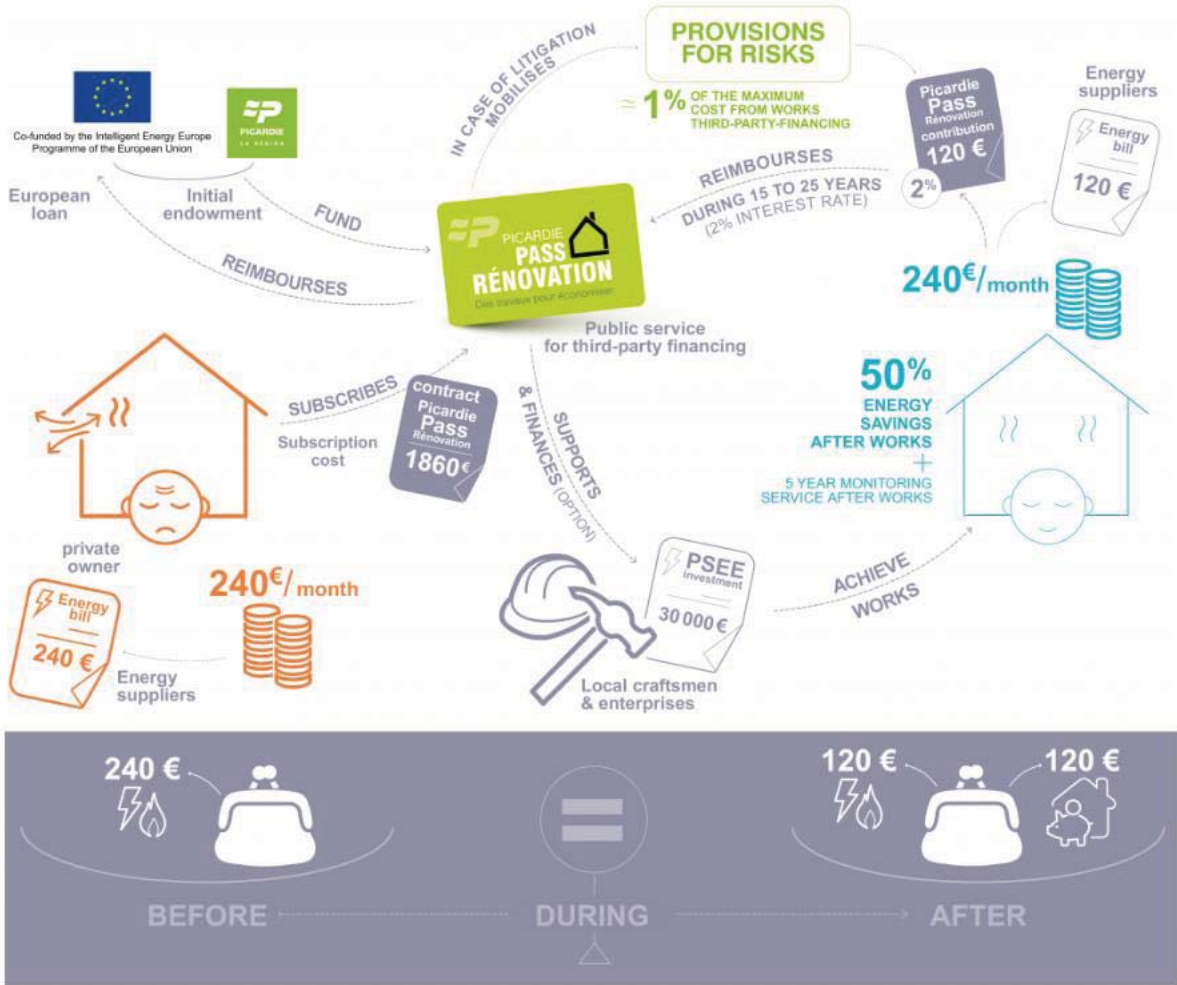 Co-funded by the Intelligent Energy Europe
Programme of the European Union
PICARDIE
LA RÉGION
European
loan
Initial
endowment
FUND
REIMBOURSES
IN CASE OF LITIGATION
MOBILISES
PROVISIONS
FOR RISKS
≃ 1% OF THE MAXIMUM
COST FROM WORKS
THIRD-PARTY-FINANCING
REIMBOURSES
DURING 15 TO 25 YEARS
(2% INTEREST RATE)
Picardie
Pass
Rénovation
contribution
120 €
2%
Energy
suppliers
Energy
bill
120 €
240€/month
PICARDIE
PASS
RÉNOVATION
Des travaux pour économiser
Public service
for third-party financing
SUBSCRIBES
Subscription
cost
contract
Picardie
Pass
Rénovation
1860€
SUPPORTS
& FINANCES (OPTION)
50%
ENERGY
SAVINGS
AFTER WORKS
+
5 YEAR MONITORING
SERVICE AFTER WORKS
private
owner
240€/month
Energy
bill
240 €
Energy
suppliers
PSEE
investment
30 000 €
Local craftsmen
& enterprises
ACHIEVE
WORKS
240 €
=
120 €
120 €
BEFORE
DURING
AFTER